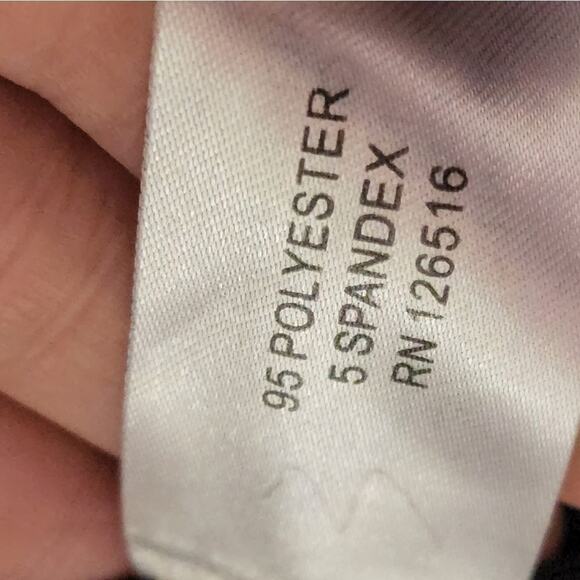 95 POLYESTER
5 SPANDEX
RN 126516